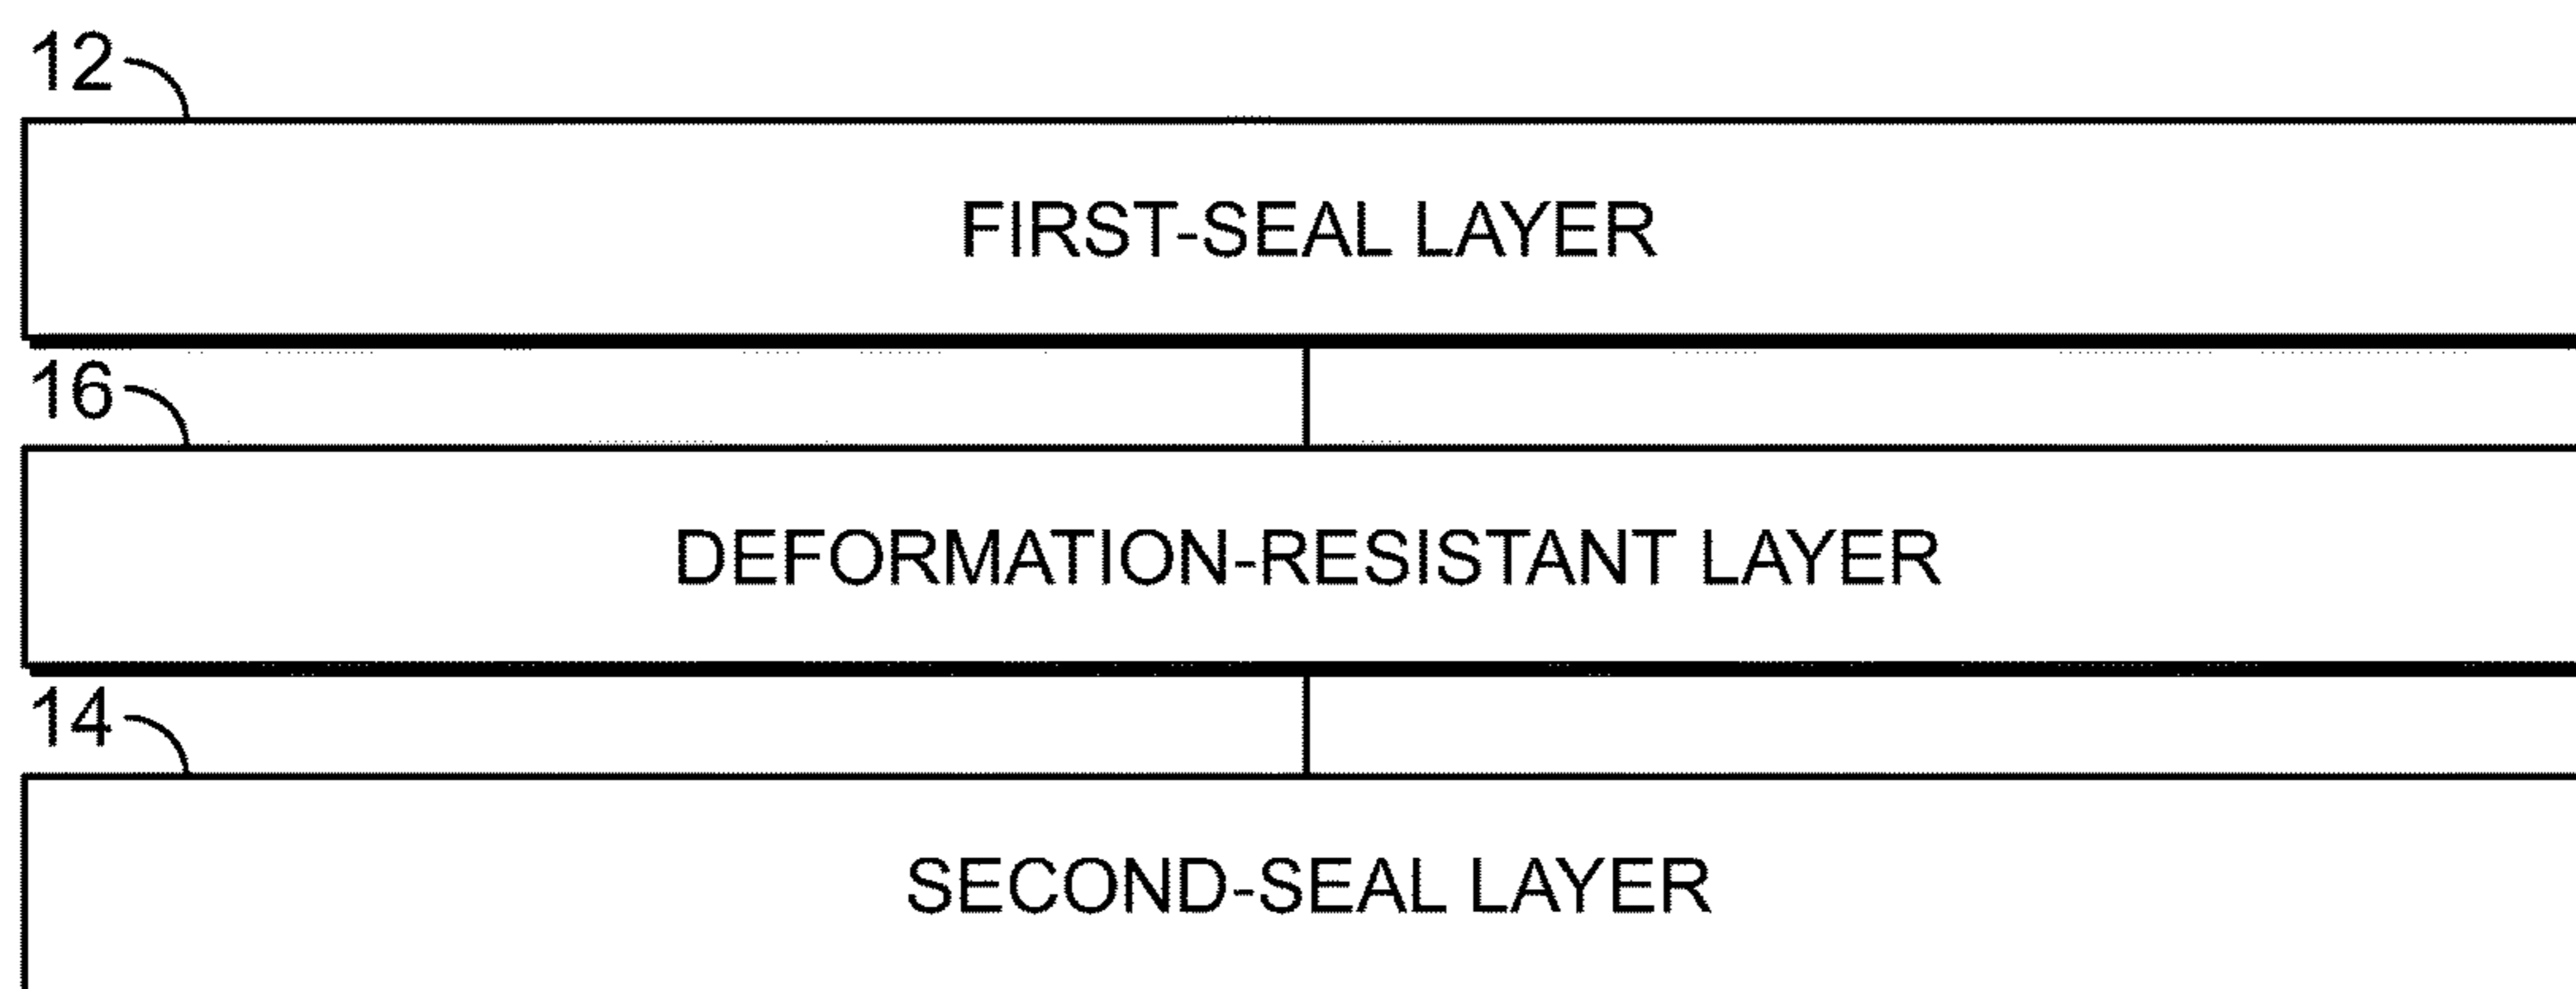 12
FIRST-SEAL LAYER
16
DEFORMATION-RESISTANT LAYER
14
SECOND-SEAL LAYER